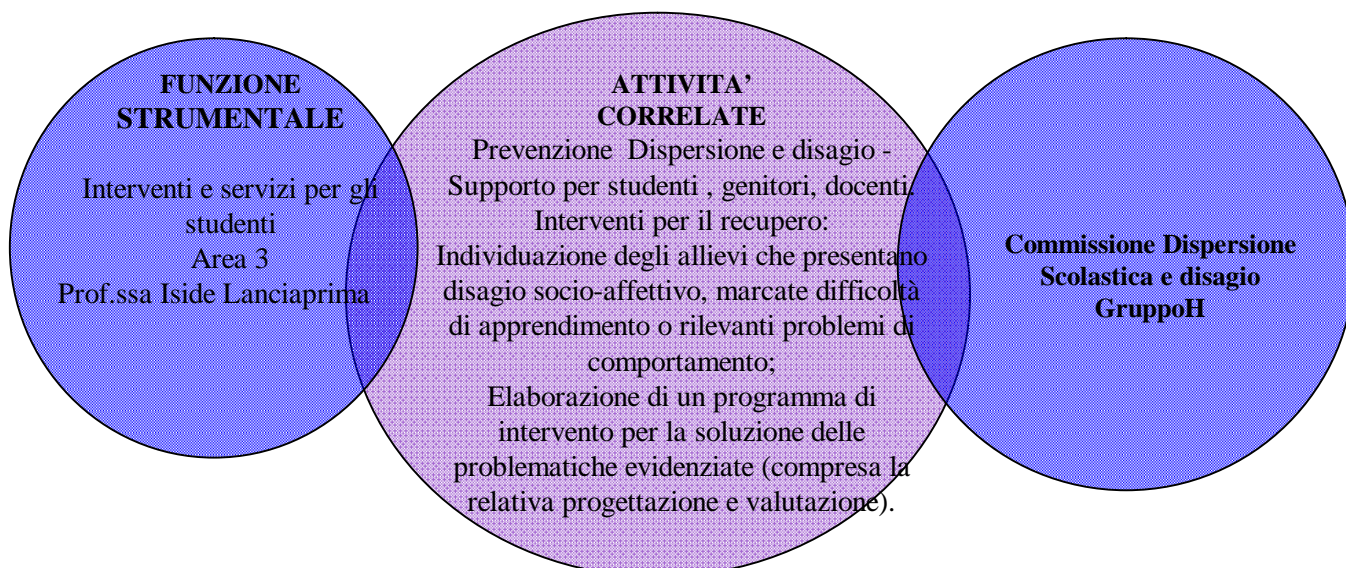 FUNZIONE
STRUMENTALE
Interventi e servizi per gli
studenti
Area 3
Prof.ssa Iside Lanciaprima
ATTIVITA’
CORRELATE
Prevenzione  Dispersione e disagio -
Supporto per studenti , genitori, docenti.
Interventi per il recupero:
Individuazione degli allievi che presentano
disagio socio-affettivo, marcate difficoltà
di apprendimento o rilevanti problemi di
comportamento;
Elaborazione di un programma di
intervento per la soluzione delle
problematiche evidenziate (compresa la
relativa progettazione e valutazione).
Commissione Dispersione
Scolastica e disagio
GruppoH